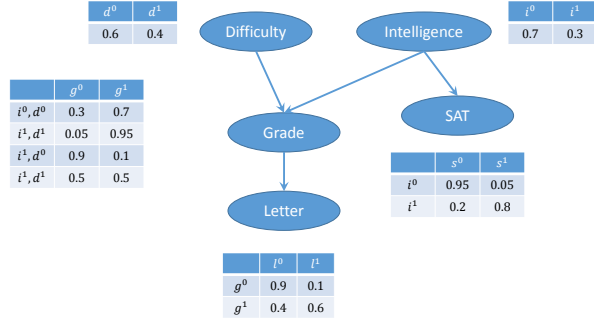 d⁰ d¹
0.6 0.4
Difficulty
Intelligence
i⁰ i¹
0.7 0.3
g⁰ g¹
i⁰, d⁰ 0.3 0.7
i¹, d¹ 0.05 0.95
i¹, d⁰ 0.9 0.1
i¹, d¹ 0.5 0.5
Grade
SAT
s⁰ s¹
i⁰ 0.95 0.05
i¹ 0.2 0.8
Letter
l⁰ l¹
g⁰ 0.9 0.1
g¹ 0.4 0.6